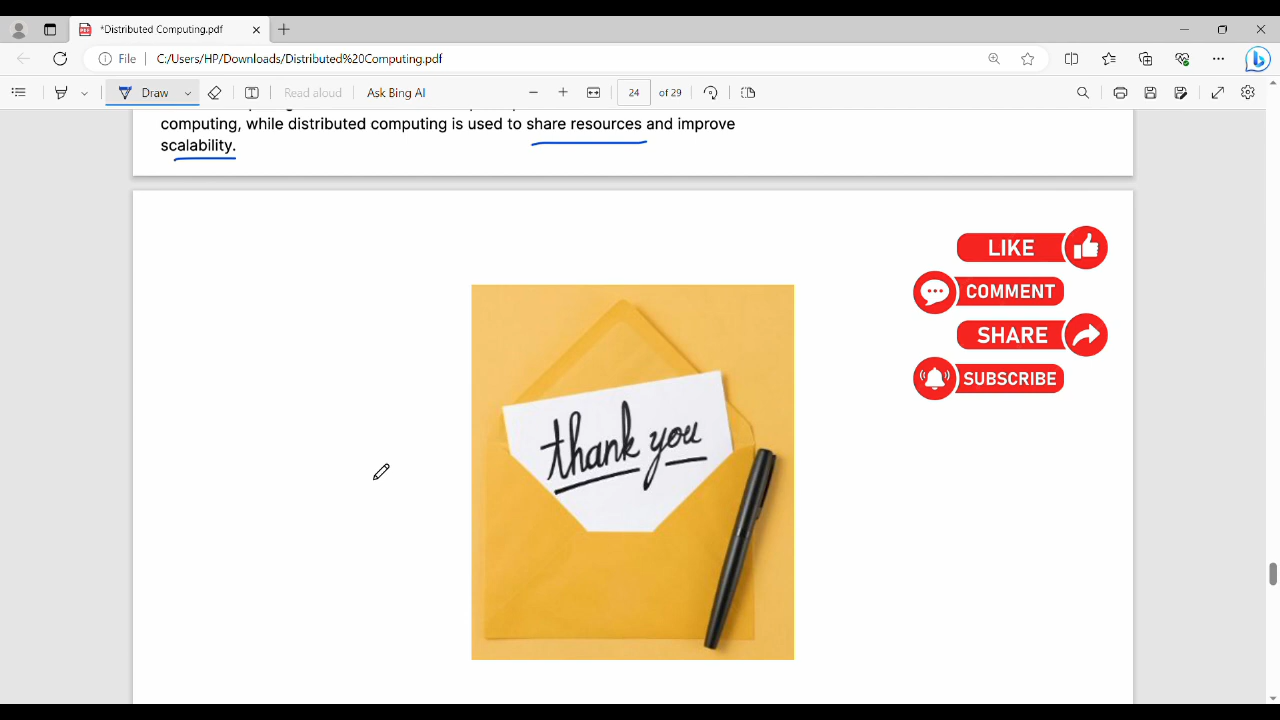 *Distributed Computing.pdf
File
C:/Users/HP/Downloads/Distributed%20Computing.pdf
Draw
Read aloud
Ask Bing AI
24
of 29
computing, while distributed computing is used to share resources and improve
scalability.
LIKE
COMMENT
SHARE
SUBSCRIBE
thank you